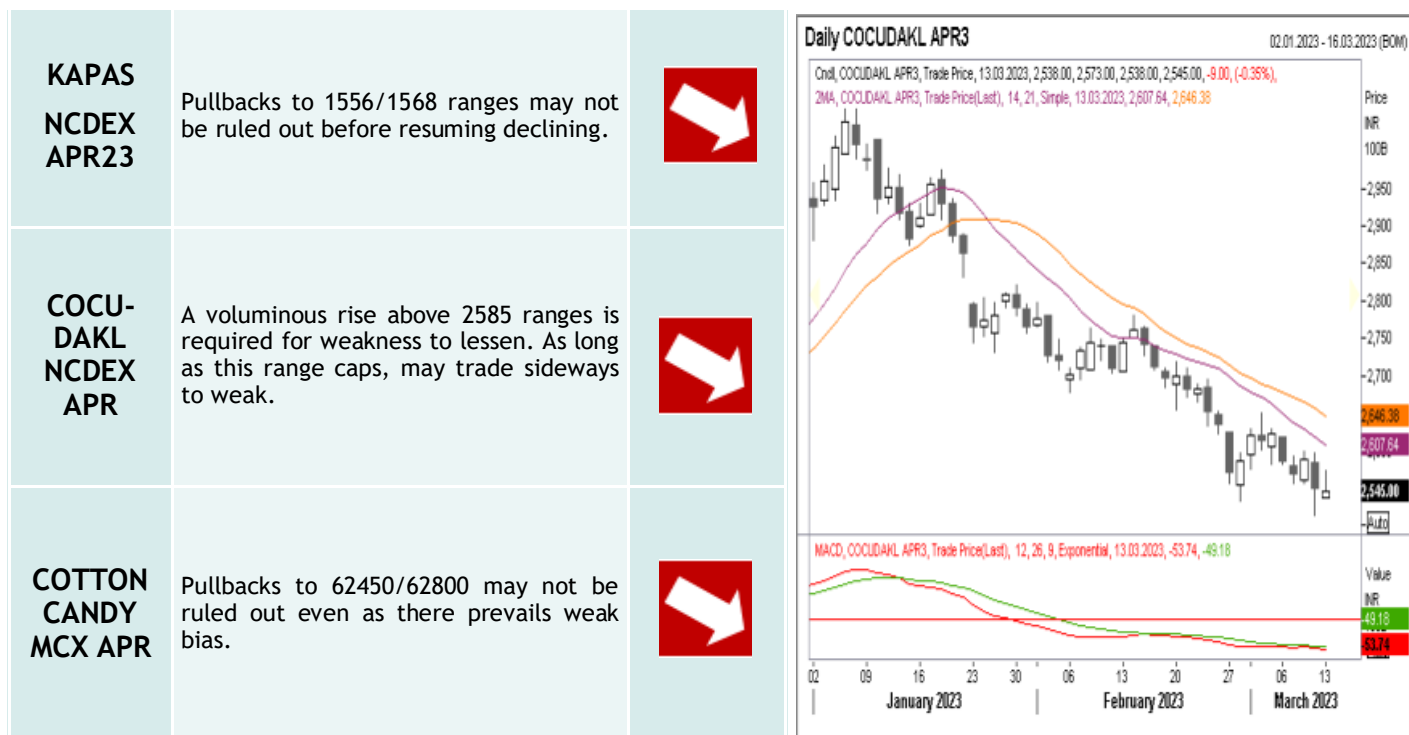 KAPAS
NCDEX
APR23
Pullbacks to 1556/1568 ranges may not
be ruled out before resuming declining.
COCU-
DAKL
NCDEX
APR
A voluminous rise above 2585 ranges is
required for weakness to lessen. As long
as this range caps, may trade sideways
to weak.
COTTON
CANDY
MCX APR
Pullbacks to 62450/62800 may not be
ruled out even as there prevails weak
bias.
Daily COCUDAKL APR3
02.01.2023 - 16.03.2023 (BOM)
Cndl, COCUDAKL APR3, Trade Price, 13.03.2023, 2,538.00, 2,573.00, 2,538.00, 2,545.00, -9.00, (-0.35%),
2MA, COCUDAKL APR3, Trade Price(Last), 14, 21, Simple, 13.03.2023, 2,607.64, 2,646.38
Price
INR
100B
2,950
2,900
2,850
2,800
2,750
2,700
2,646.38
2,607.64
2,545.00
Auto
MACD, COCUDAKL APR3, Trade Price(Last), 12, 26, 9, Exponential, 13.03.2023, -53.74, -49.18
Value
INR
-49.18
-53.74
02 09 16 23 30 06 13 20 27 06 13
January 2023 February 2023 March 2023